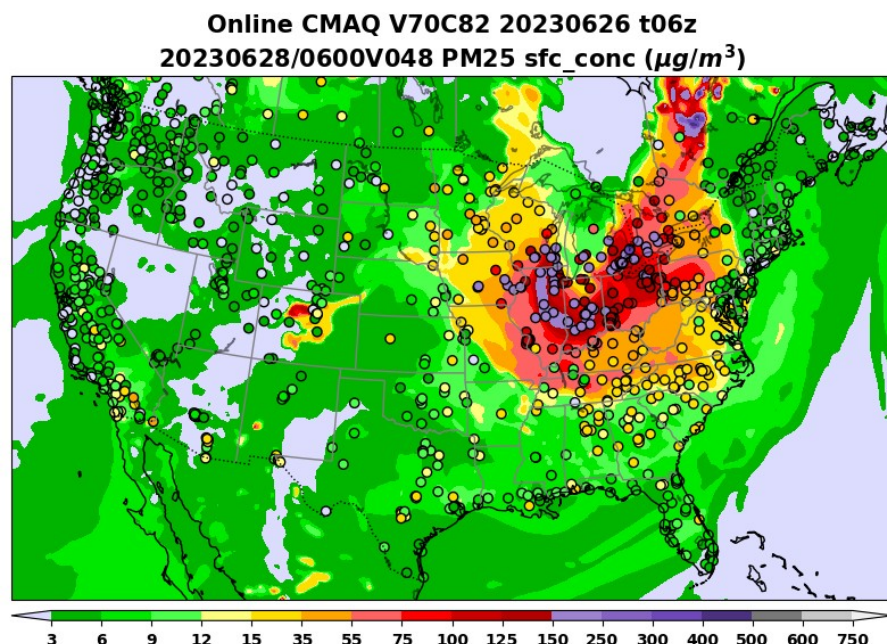 Online CMAQ V70C82 20230626 t06z
20230628/0600V048 PM25 sfc_conc (μg/m³)
3 6 9 12 15 35 55 75 100 125 150 250 300 400 500 600 750